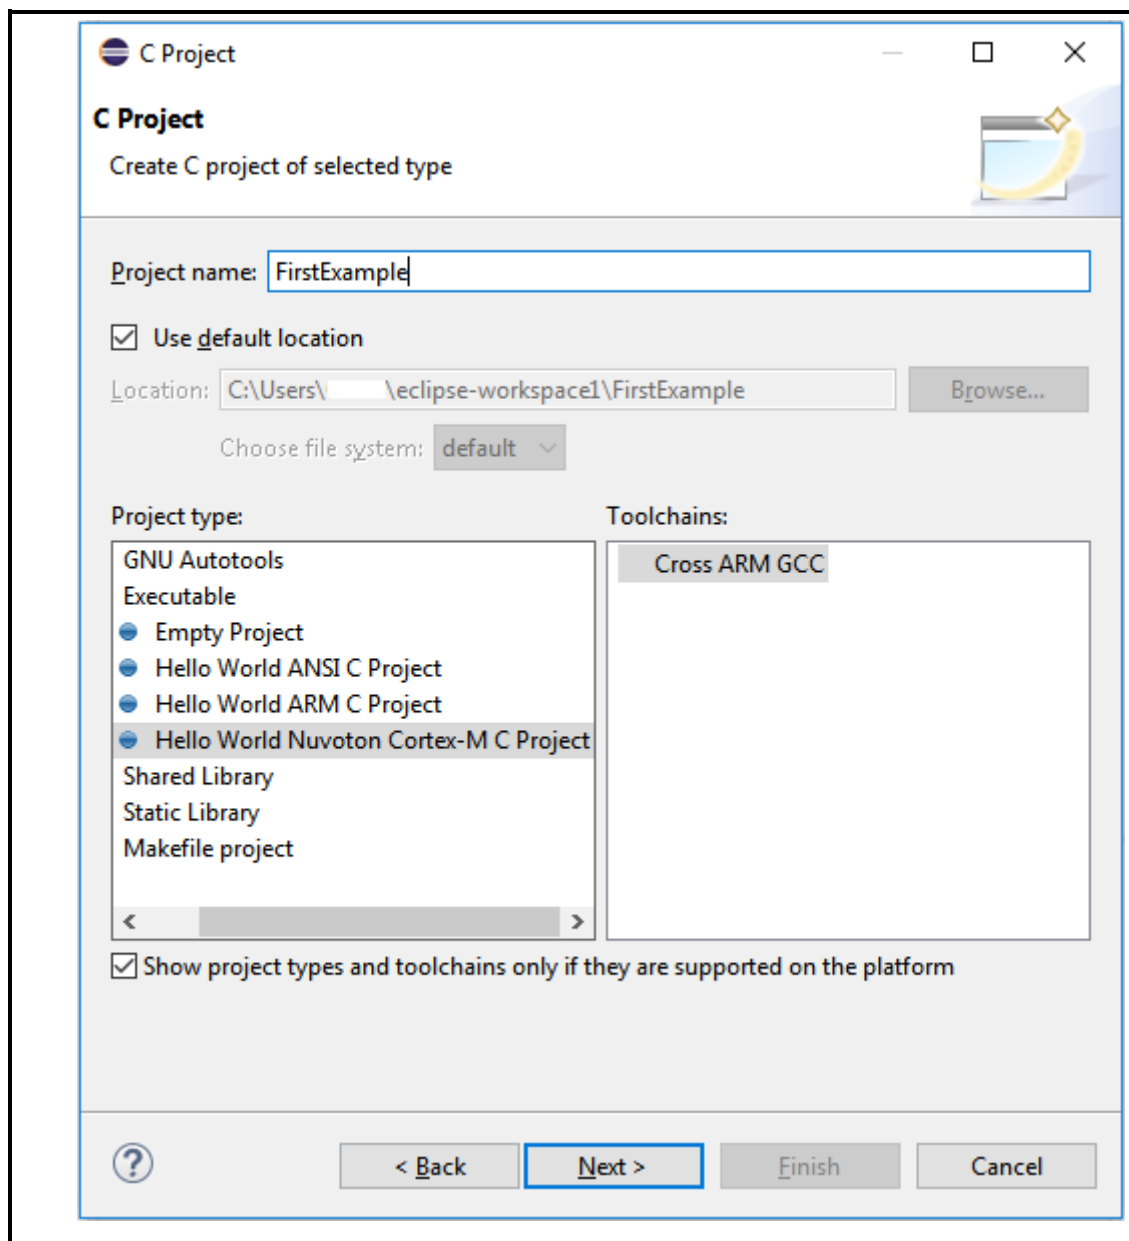 C Project
C Project
Create C project of selected type
Project name: FirstExample
Use default location
Location: C:\Users\ \eclipse-workspace1\FirstExample Browse...
Choose file system: default
Project type: Toolchains:
GNU Autotools
Cross ARM GCC
Executable
Empty Project
Hello World ANSI C Project
Hello World ARM C Project
Hello World Nuvoton Cortex-M C Project
Shared Library
Static Library
Makefile project
Show project types and toolchains only if they are supported on the platform
< Back Next > Finish Cancel